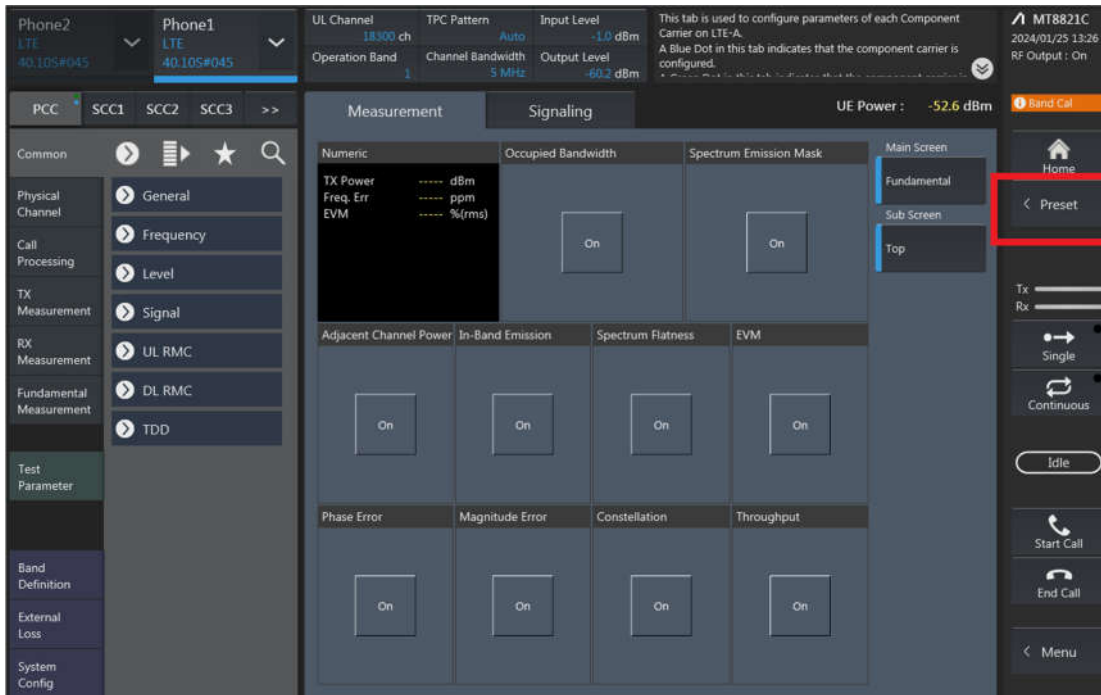 Phone2
LTE
40.10S#045
Phone1
LTE
40.10S#045
UL Channel
18300 ch
TPC Pattern
Auto
Input Level
-1.0 dBm
Operation Band
1
Channel Bandwidth
5 MHz
Output Level
-60.2 dBm
This tab is used to configure parameters of each Component
Carrier on LTE-A.
A Blue Dot in this tab indicates that the component carrier is
configured.
MT8821C
2024/01/25 13:26
RF Output : On
PCC
SCC1
SCC2
SCC3
>>
Measurement
Signaling
UE Power : -52.6 dBm
Band Cal
Common
Physical
Channel
Call
Processing
TX
Measurement
RX
Measurement
Fundamental
Measurement
Test
Parameter
Band
Definition
External
Loss
System
Config
General
Frequency
Level
Signal
UL RMC
DL RMC
TDD
Numeric
TX Power ----- dBm
Freq. Err ----- ppm
EVM ----- %(rms)
Occupied Bandwidth
On
Spectrum Emission Mask
On
Adjacent Channel Power
On
In-Band Emission
On
Spectrum Flatness
On
EVM
On
Phase Error
On
Magnitude Error
On
Constellation
On
Throughput
On
Main Screen
Fundamental
Sub Screen
Top
Home
< Preset
Tx
Rx
Single
Continuous
Idle
Start Call
End Call
< Menu